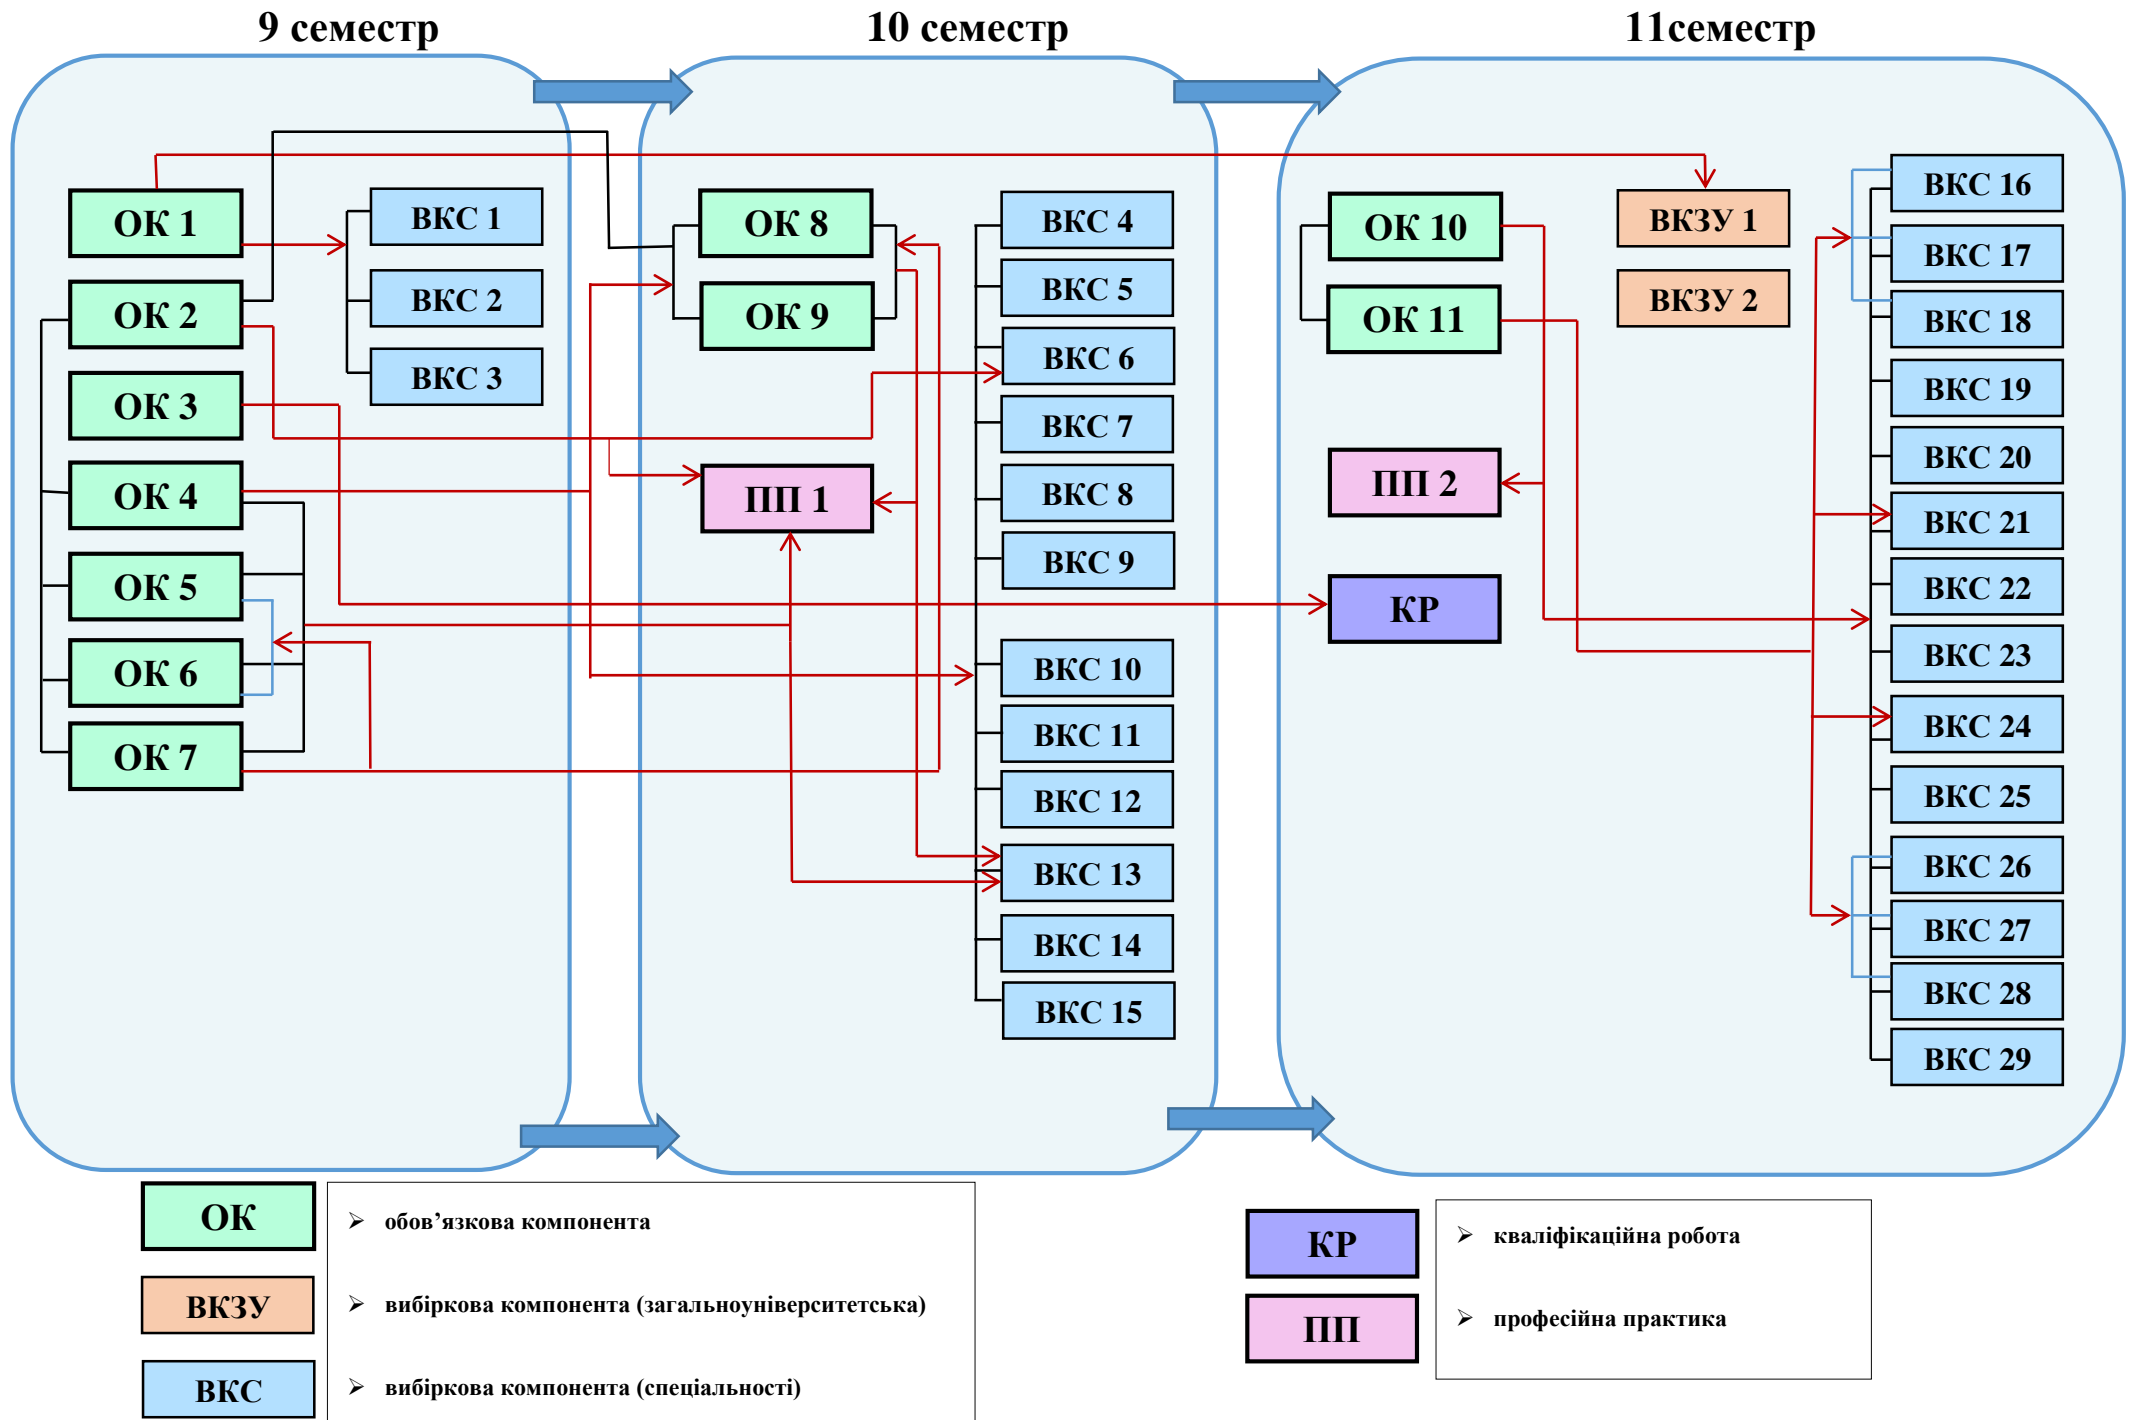 9 семестр
10 семестр
11семестр
ОК 1
ОК 2
ОК 3
ОК 4
ОК 5
ОК 6
ОК 7
ВКС 1
ВКС 2
ВКС 3
ОК 8
ОК 9
ПП 1
ВКС 4
ВКС 5
ВКС 6
ВКС 7
ВКС 8
ВКС 9
ВКС 10
ВКС 11
ВКС 12
ВКС 13
ВКС 14
ВКС 15
ОК 10
ОК 11
ПП 2
КР
ВКЗУ 1
ВКЗУ 2
ВКС 16
ВКС 17
ВКС 18
ВКС 19
ВКС 20
ВКС 21
ВКС 22
ВКС 23
ВКС 24
ВКС 25
ВКС 26
ВКС 27
ВКС 28
ВКС 29
ОК
➢ обов’язкова компонента
ВКЗУ
➢ вибіркова компонента (загальноуніверситетська)
ВКС
➢ вибіркова компонента (спеціальності)
КР
➢ кваліфікаційна робота
ПП
➢ професійна практика